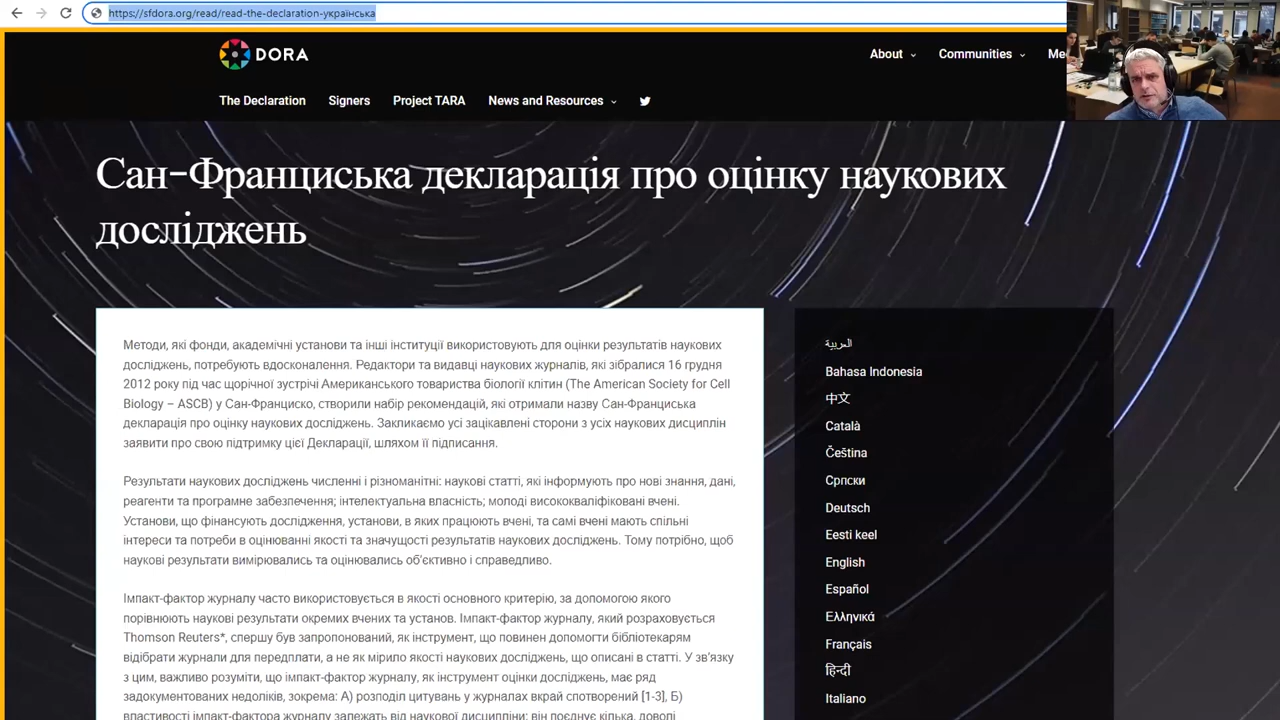 https://sfdora.org/read/read-the-declaration-українська
DORA
About
Communities
The Declaration
Signers
Project TARA
News and Resources
Сан-Франциська декларація про оцінку наукових
досліджень
Методи, які фонди, академічні установи та інші інституції використовують для оцінки результатів наукових
досліджень, потребують вдосконалення. Редактори та видавці наукових журналів, які зібралися 16 грудня
2012 року під час щорічної зустрічі Американського товариства біології клітин (The American Society for Cell
Biology – ASCB) у Сан-Франциско, створили набір рекомендацій, які отримали назву Сан-Франциська
декларація про оцінку наукових досліджень. Закликаємо усі зацікавлені сторони з усіх наукових дисциплін
заявити про свою підтримку цієї Декларації, шляхом її підписання.
Результати наукових досліджень численні і різноманітні: наукові статті, які інформують про нові знання, дані,
реагенти та програмне забезпечення; інтелектуальна власність; молоді висококваліфіковані вчені.
Установи, що фінансують дослідження, установи, в яких працюють вчені, та самі вчені мають спільні
інтереси та потреби в оцінюванні якості та значущості результатів наукових досліджень. Тому потрібно, щоб
наукові результати вимірювались та оцінювались об’єктивно і справедливо.
Імпакт-фактор журналу часто використовується в якості основного критерію, за допомогою якого
порівнюють наукові результати окремих вчених та установ. Імпакт-фактор журналу, який розраховується
Thomson Reuters*, спершу був запропонований, як інструмент, що повинен допомогти бібліотекарям
відібрати журнали для передплати, а не як мірило якості наукових досліджень, що описані в статті. У зв’язку
з цим, важливо розуміти, що імпакт-фактор журналу, як інструмент оцінки досліджень, має ряд
задокументованих недоліків, зокрема: А) розподіл цитувань у журналах вкрай спотворений [1-3], Б)
властивості імпакт-фактора журналу залежать від наукової дисципліни: він поєднує кілька, доволі
العربية
Bahasa Indonesia
中文
Català
Čeština
Српски
Deutsch
Eesti keel
English
Español
Ελληνικά
Français
हिन्दी
Italiano